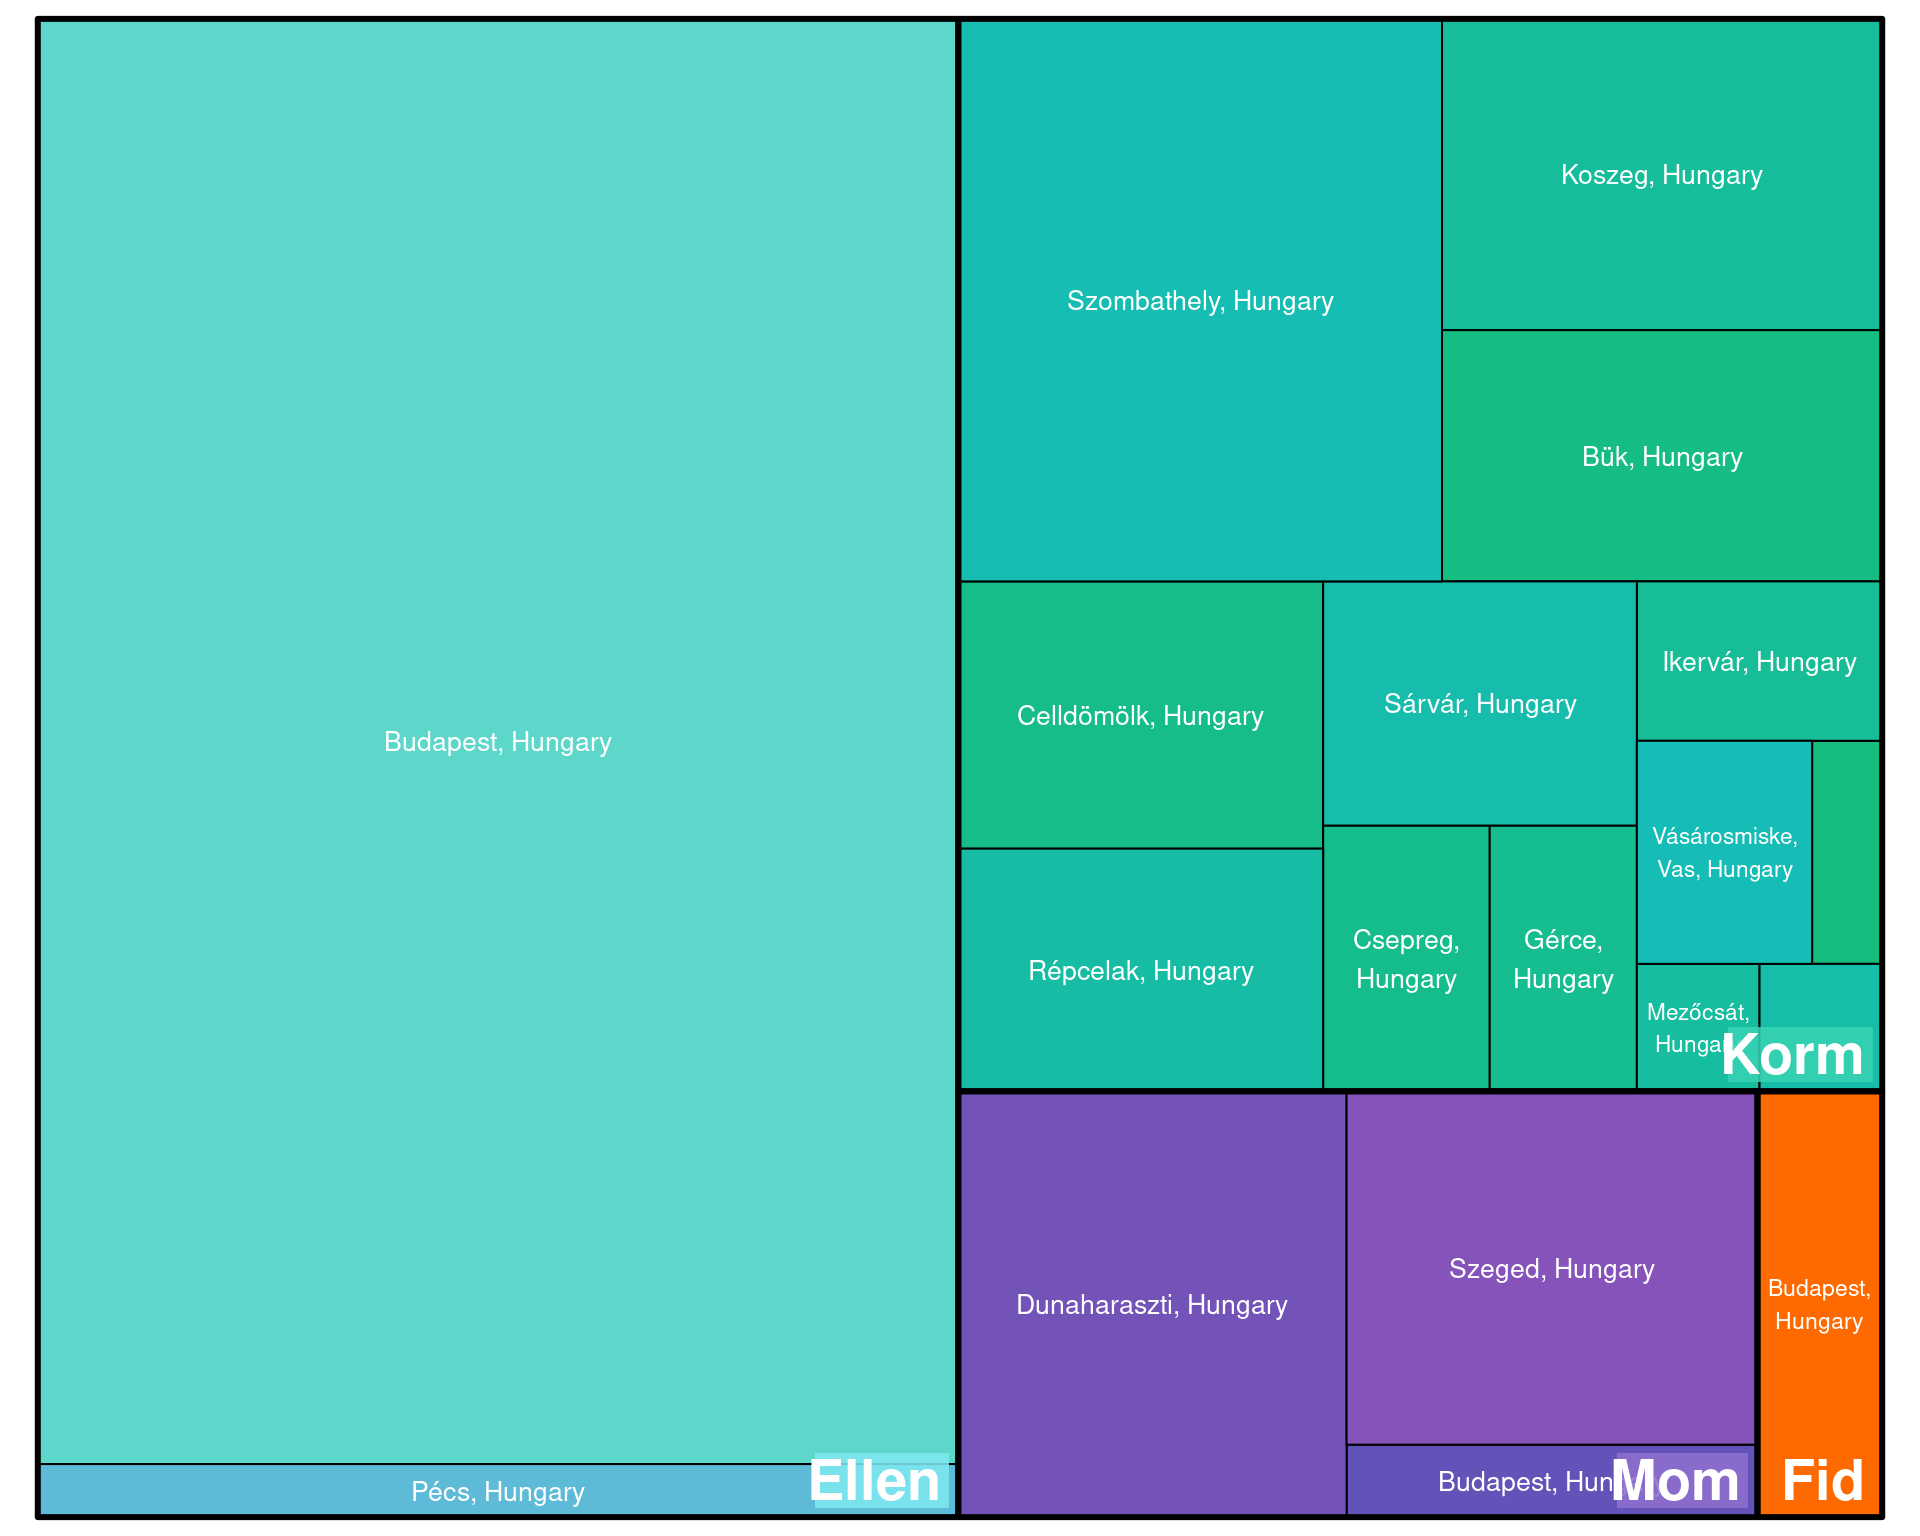 Budapest, Hungary
Pécs, Hungary
Ellen
Szombathely, Hungary
Koszeg, Hungary
Bük, Hungary
Celldömölk, Hungary
Sárvár, Hungary
Ikervár, Hungary
Vásárosmiske,
Vas, Hungary
Répcelak, Hungary
Csepreg,
Hungary
Gérce,
Hungary
Mezőcsát,
Korm
Dunaharaszti, Hungary
Szeged, Hungary
Budapest,
Mom
Budapest,
Hungary
Fid